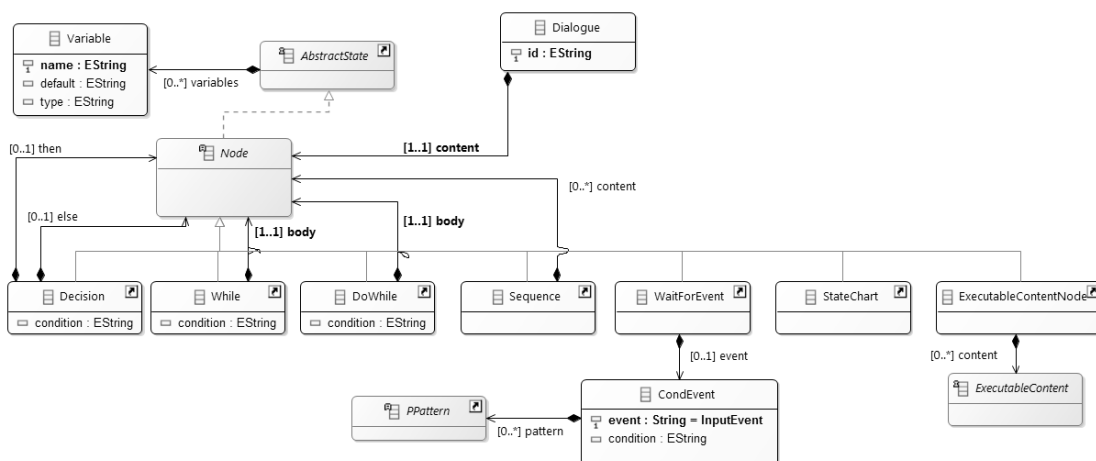 Dialogue
id : EString
Variable
name : EString
default : EString
type : EString
AbstractState
[0..*] variables
[0..1] then
Node
[1..1] content
[0..*] content
[0..1] else
[1..1] body
[1..1] body
Decision
condition : EString
While
condition : EString
DoWhile
condition : EString
Sequence
WaitForEvent
StateChart
ExecutableContentNode
[0..1] event
[0..*] content
PPattern
[0..*] pattern
CondEvent
event : String = InputEvent
condition : EString
ExecutableContent